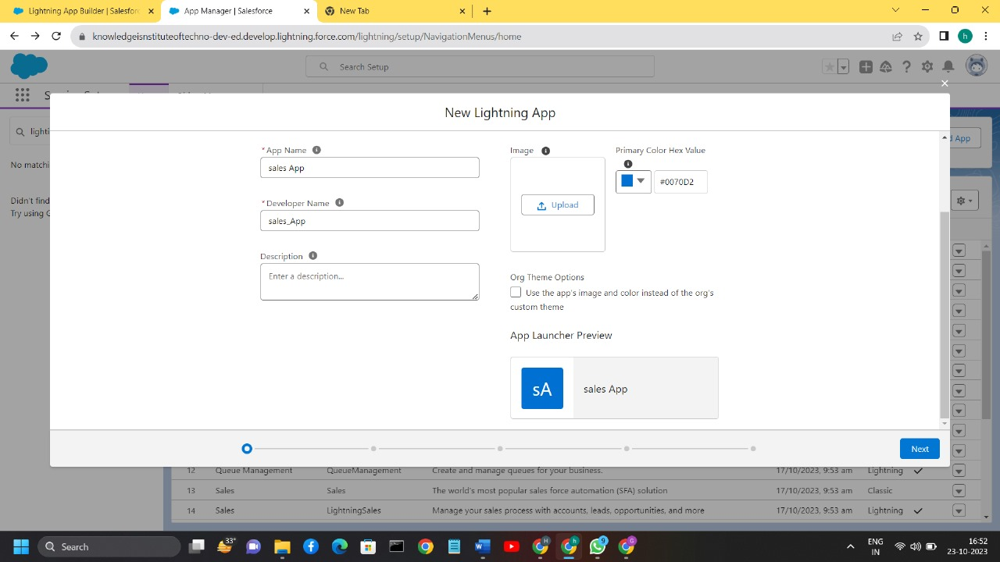 Lightning App Builder | Salesforc
App Manager | Salesforce
New Tab
knowledgeisnstituteoftechno-dev-ed.develop.lightning.force.com/lightning/setup/NavigationMenus/home
h
Search Setup
New Lightning App
d App
No matchi
Didn't find
Try using G
* App Name
sales App
* Developer Name
sales_App
Description
Enter a description...
Image
Upload
Primary Color Hex Value
#0070D2
Org Theme Options
Use the app's image and color instead of the org's
custom theme
App Launcher Preview
sA
sales App
Next
12 Queue Management QueueManagement Create and manage queues for your business. 17/10/2023, 9:53 am Lightning
13 Sales Sales The world's most popular sales force automation (SFA) solution 17/10/2023, 9:53 am Classic
14 Sales LightningSales Manage your sales process with accounts, leads, opportunities, and more 17/10/2023, 9:53 am Lightning
Search
33°
H
h
9
G
ENG
IN
16:52
23-10-2023